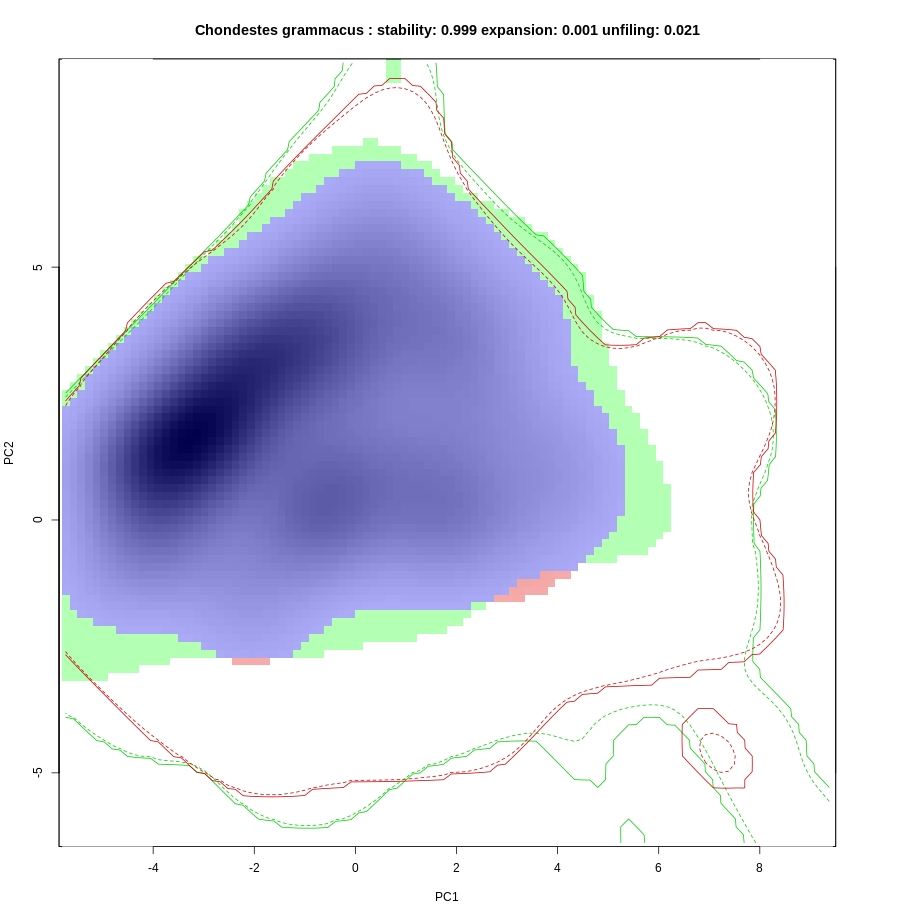 Chondestes grammacus : stability: 0.999 expansion: 0.001 unfiling: 0.021
5
PC2
0
-5
-4 -2 0 2 4 6 8
PC1